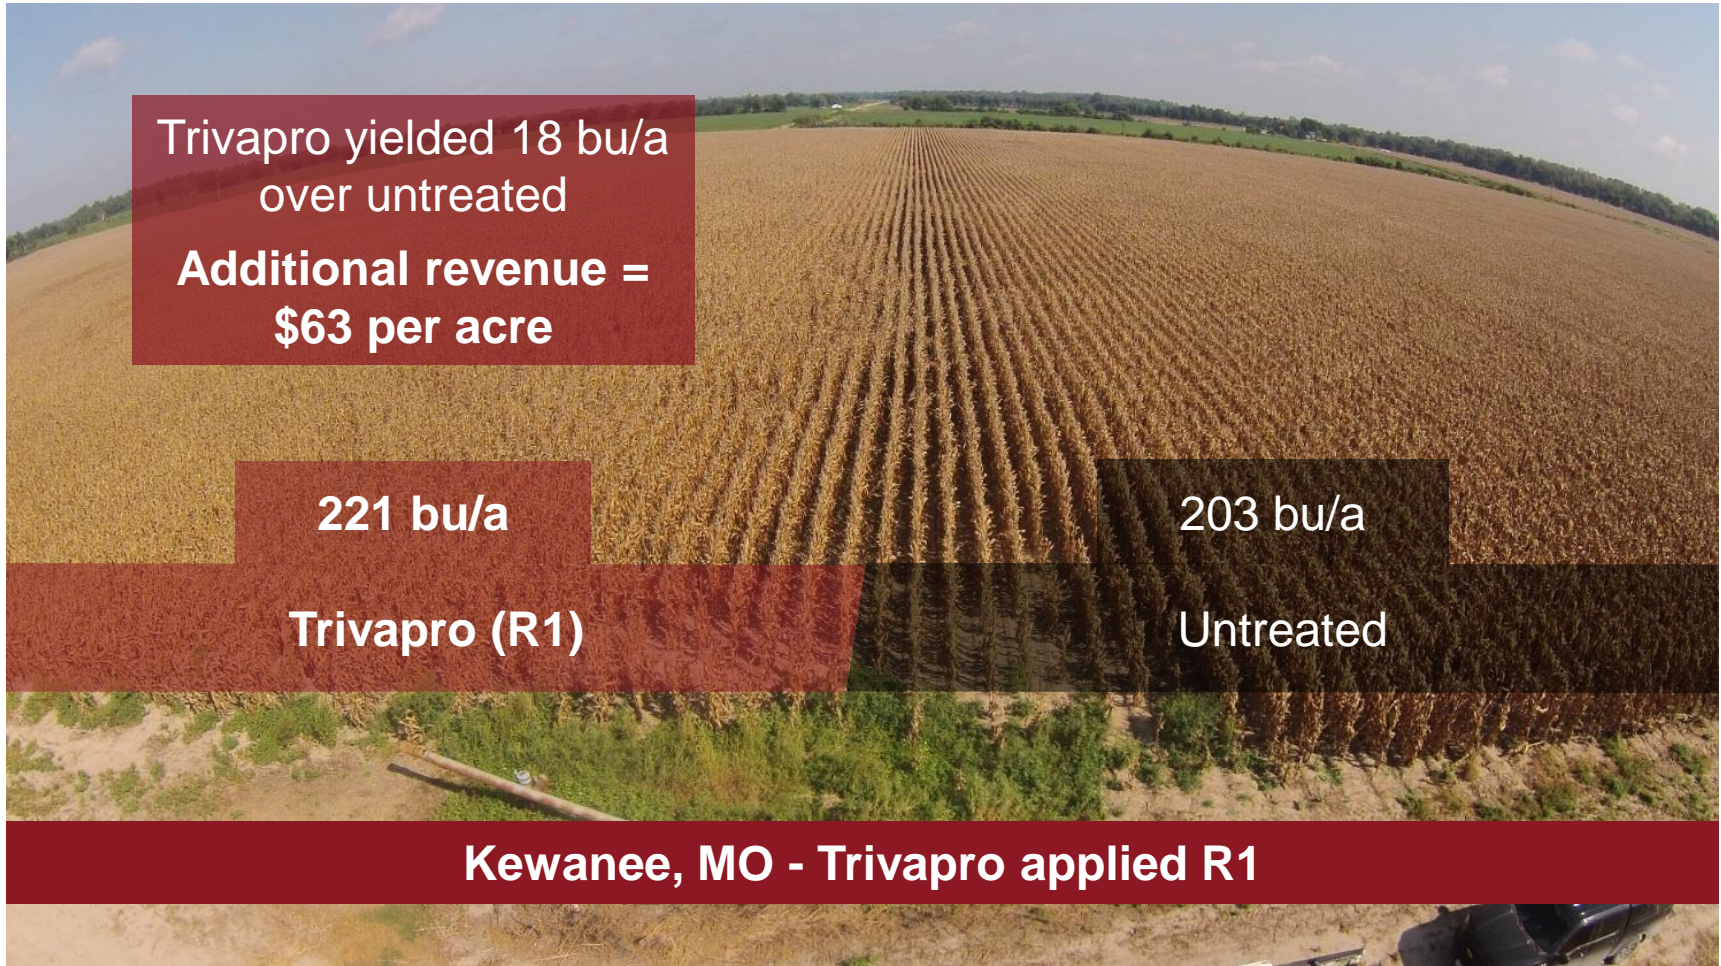 Trivapro yielded 18 bu/a
over untreated
Additional revenue =
$63 per acre
221 bu/a
203 bu/a
Trivapro (R1)
Untreated
Kewanee, MO - Trivapro applied R1